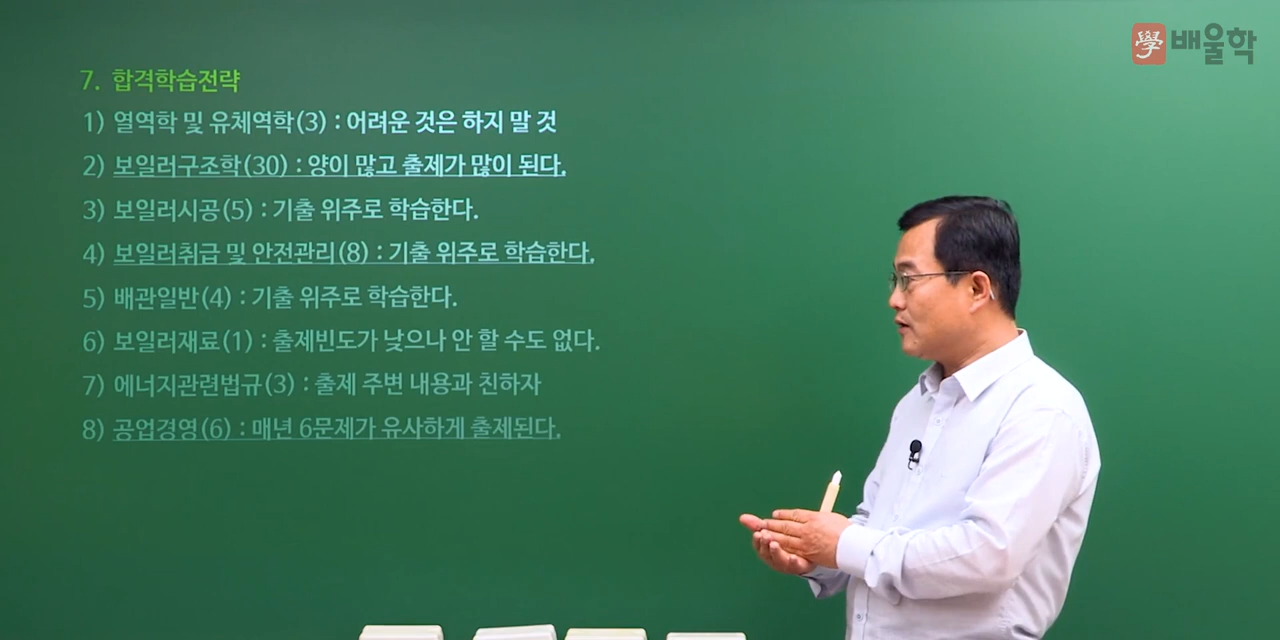 學 배울학
7. 합격학습전략
1) 열역학 및 유체역학(3) : 어려운 것은 하지 말 것
2) 보일러구조학(30) : 양이 많고 출제가 많이 된다.
3) 보일러시공(5) : 기출 위주로 학습한다.
4) 보일러취급 및 안전관리(8) : 기출 위주로 학습한다.
5) 배관일반(4) : 기출 위주로 학습한다.
6) 보일러재료(1) : 출제빈도가 낮으나 안 할 수도 없다.
7) 에너지관련법규(3) : 출제 주변 내용과 친하자
8) 공업경영(6) : 매년 6문제가 유사하게 출제된다.